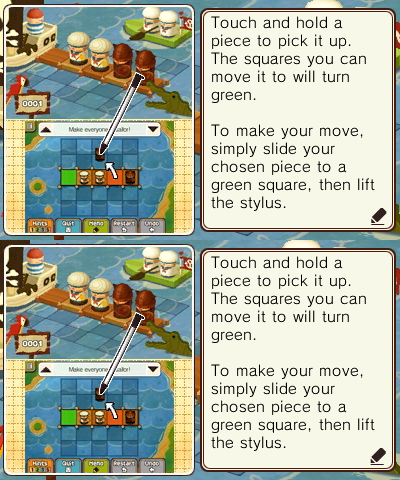 0001
Make everyone a sailor!
Hints
Quit
Memo
Restart
Undo
Touch and hold a
piece to pick it up.
The squares you can
move it to will turn
green.
To make your move,
simply slide your
chosen piece to a
green square, then lift
the stylus.
0001
Hints
Quit
Memo
Restart
Undo
Touch and hold a
piece to pick it up.
The squares you can
move it to will turn
green.
To make your move,
simply slide your
chosen piece to a
green square, then lift
the stylus.